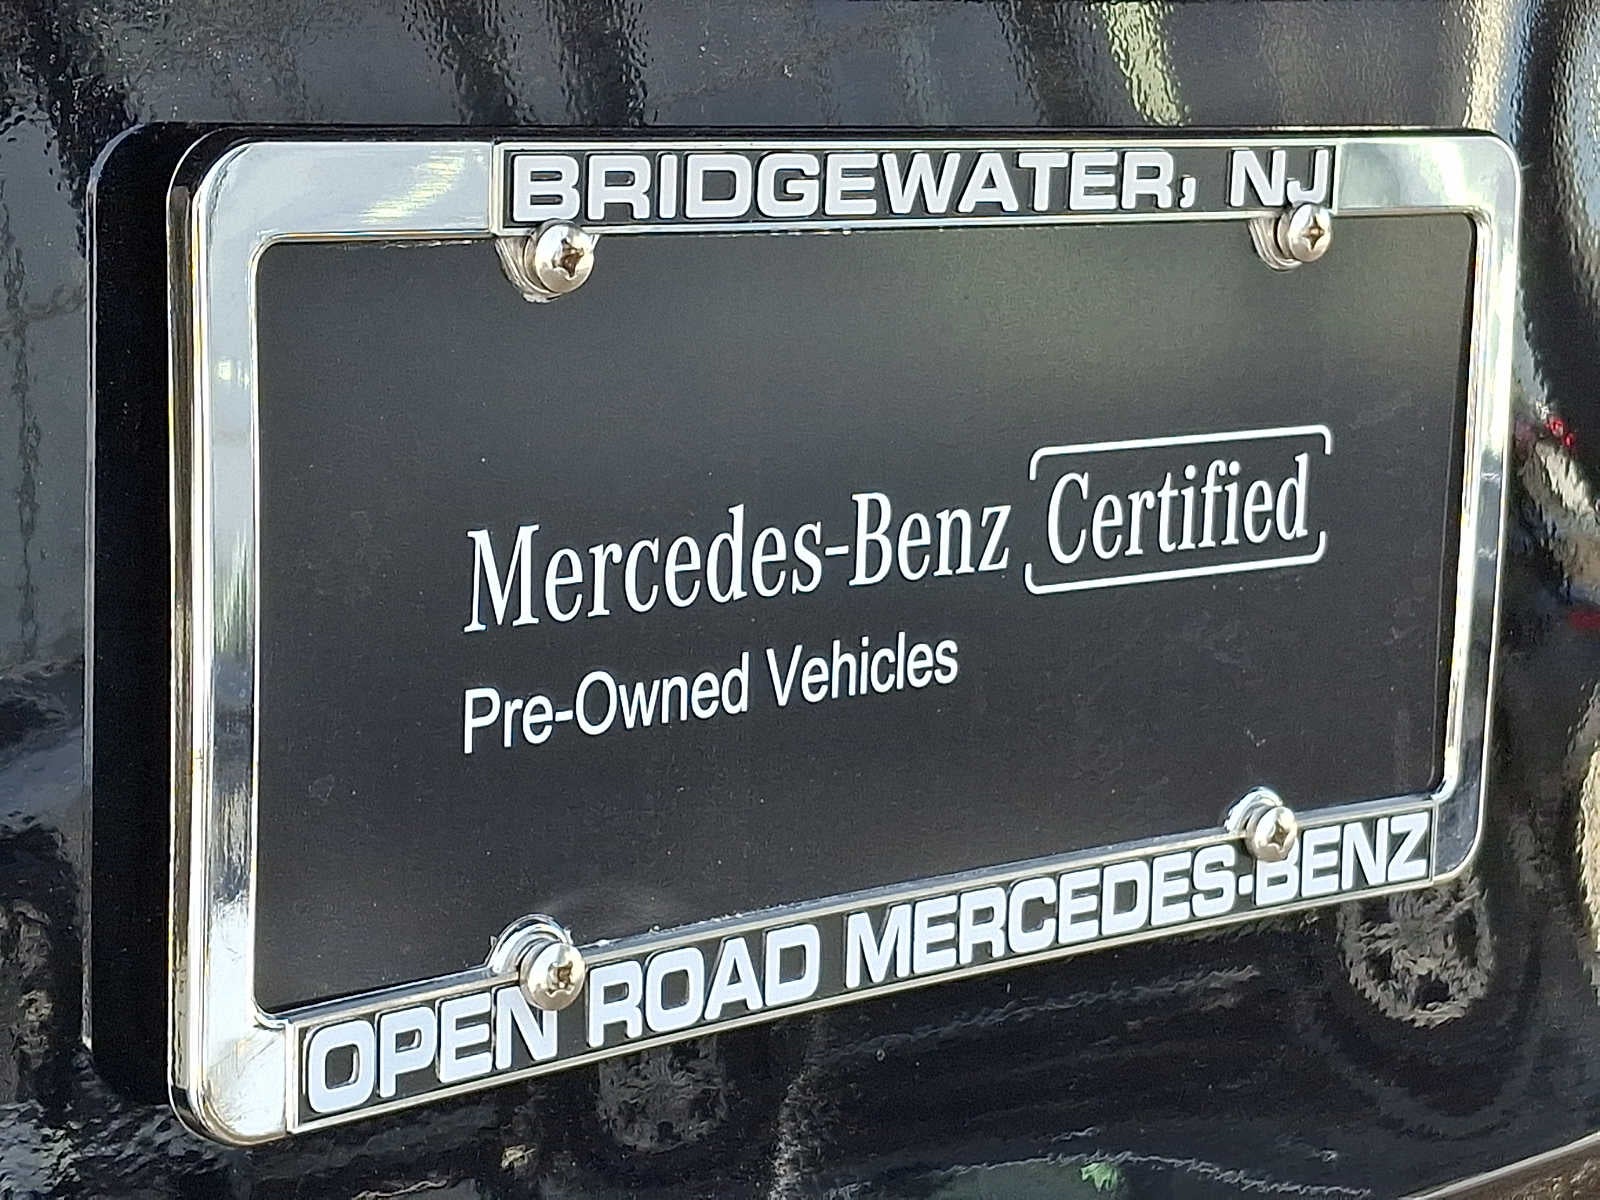 BRIDGEWATER, NJ
Mercedes-Benz Certified
Pre-Owned Vehicles
OPEN ROAD MERCEDES-BENZ